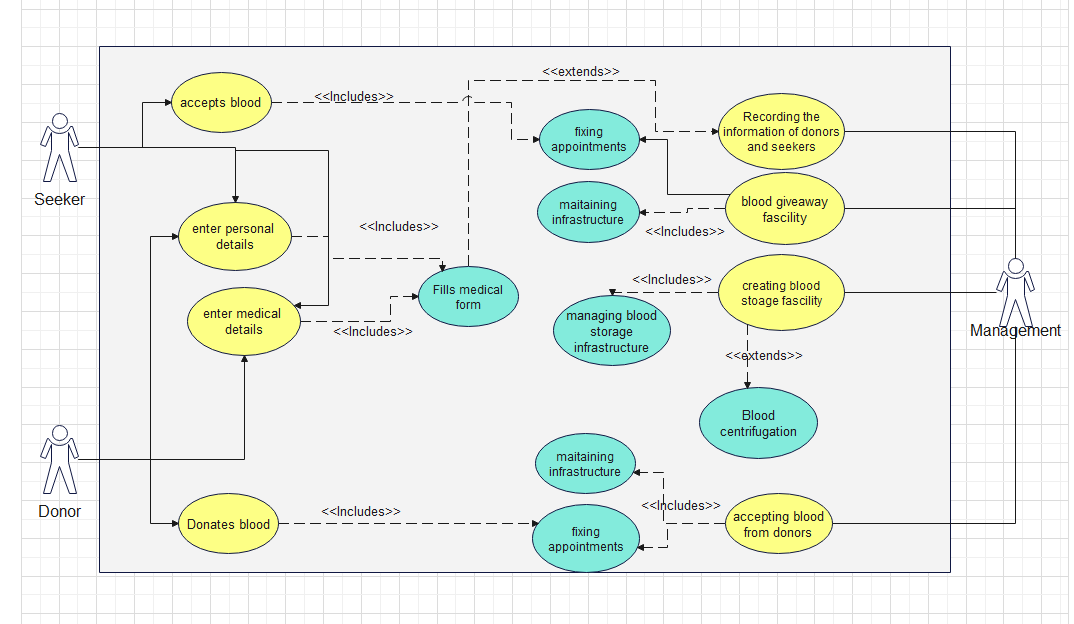 <<extends>>
accepts blood
<<Includes>>
fixing
appointments
Recording the
information of donors
and seekers
Seeker
maitaining
infrastructure
blood giveaway
fascility
enter personal
details
<<Includes>>
<<Includes>>
Fills medical
form
<<Includes>>
creating blood
stoage fascility
enter medical
details
<<Includes>>
managing blood
storage
infrastructure
Management
<<extends>>
Blood
centrifugation
maitaining
infrastructure
Donor
Donates blood
<<Includes>>
fixing
appointments
<<Includes>>
accepting blood
from donors